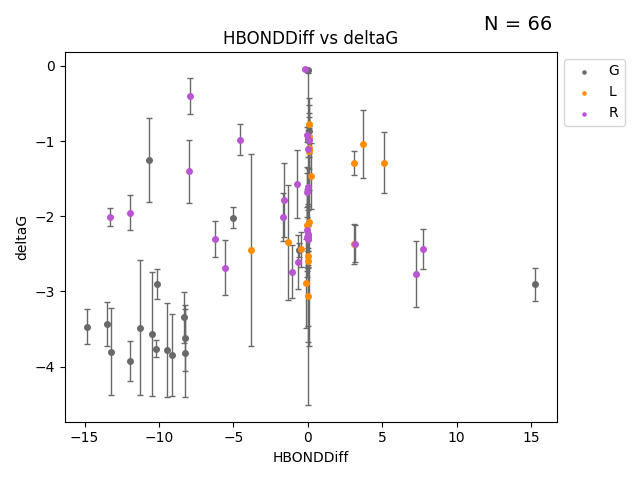 N = 66
HBONDDiff vs deltaG
G
L
R
0
−1
−2
−3
−4
deltaG
−15
−10
−5
0
5
10
15
HBONDDiff